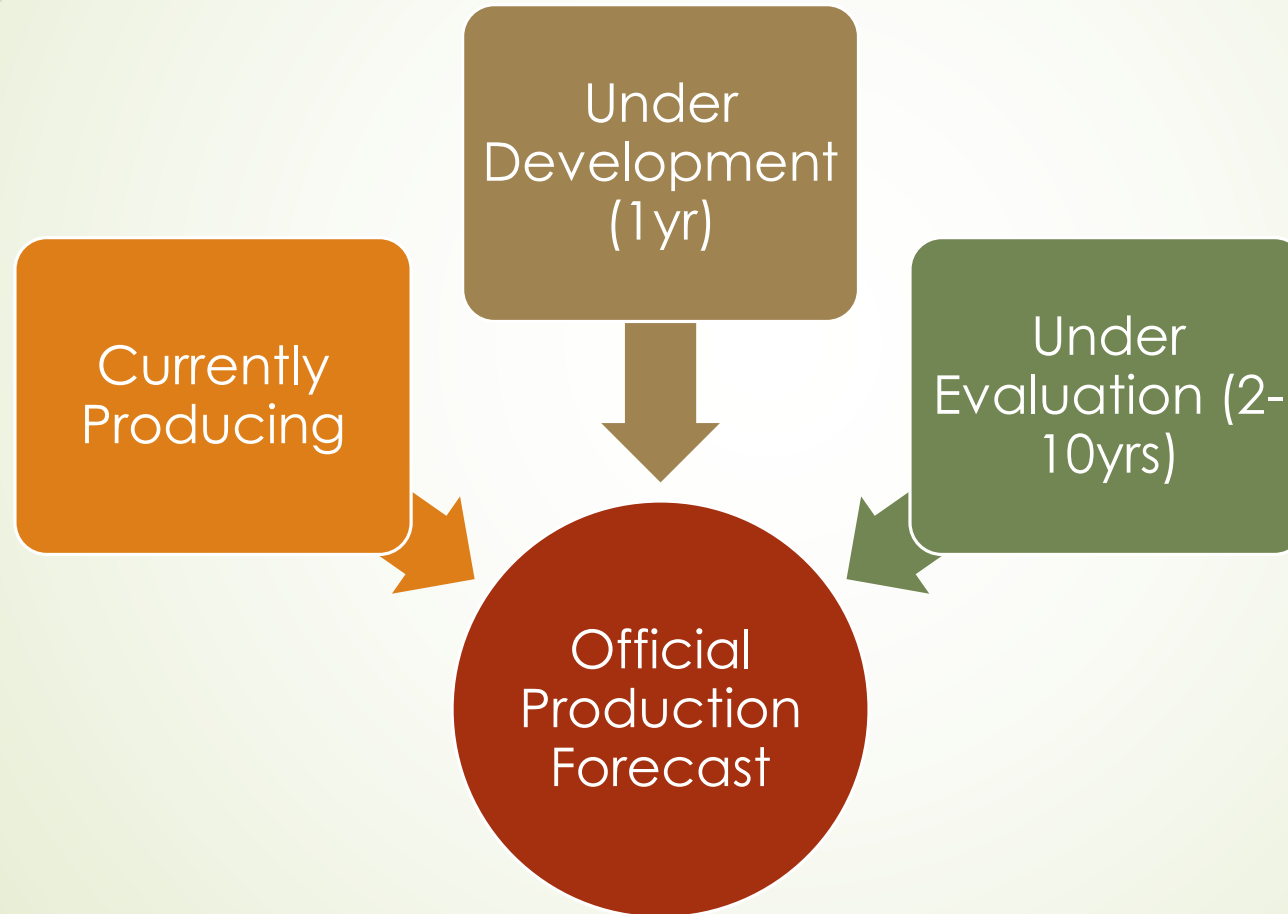 Under
Development
(1yr)
Currently
Producing
Under
Evaluation (2-
10yrs)
Official
Production
Forecast